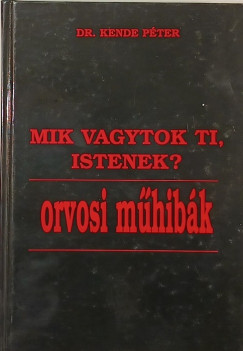 DR. KENDE PÉTER
MIK VAGYTOK TI,
ISTENEK?
orvosi műhibák